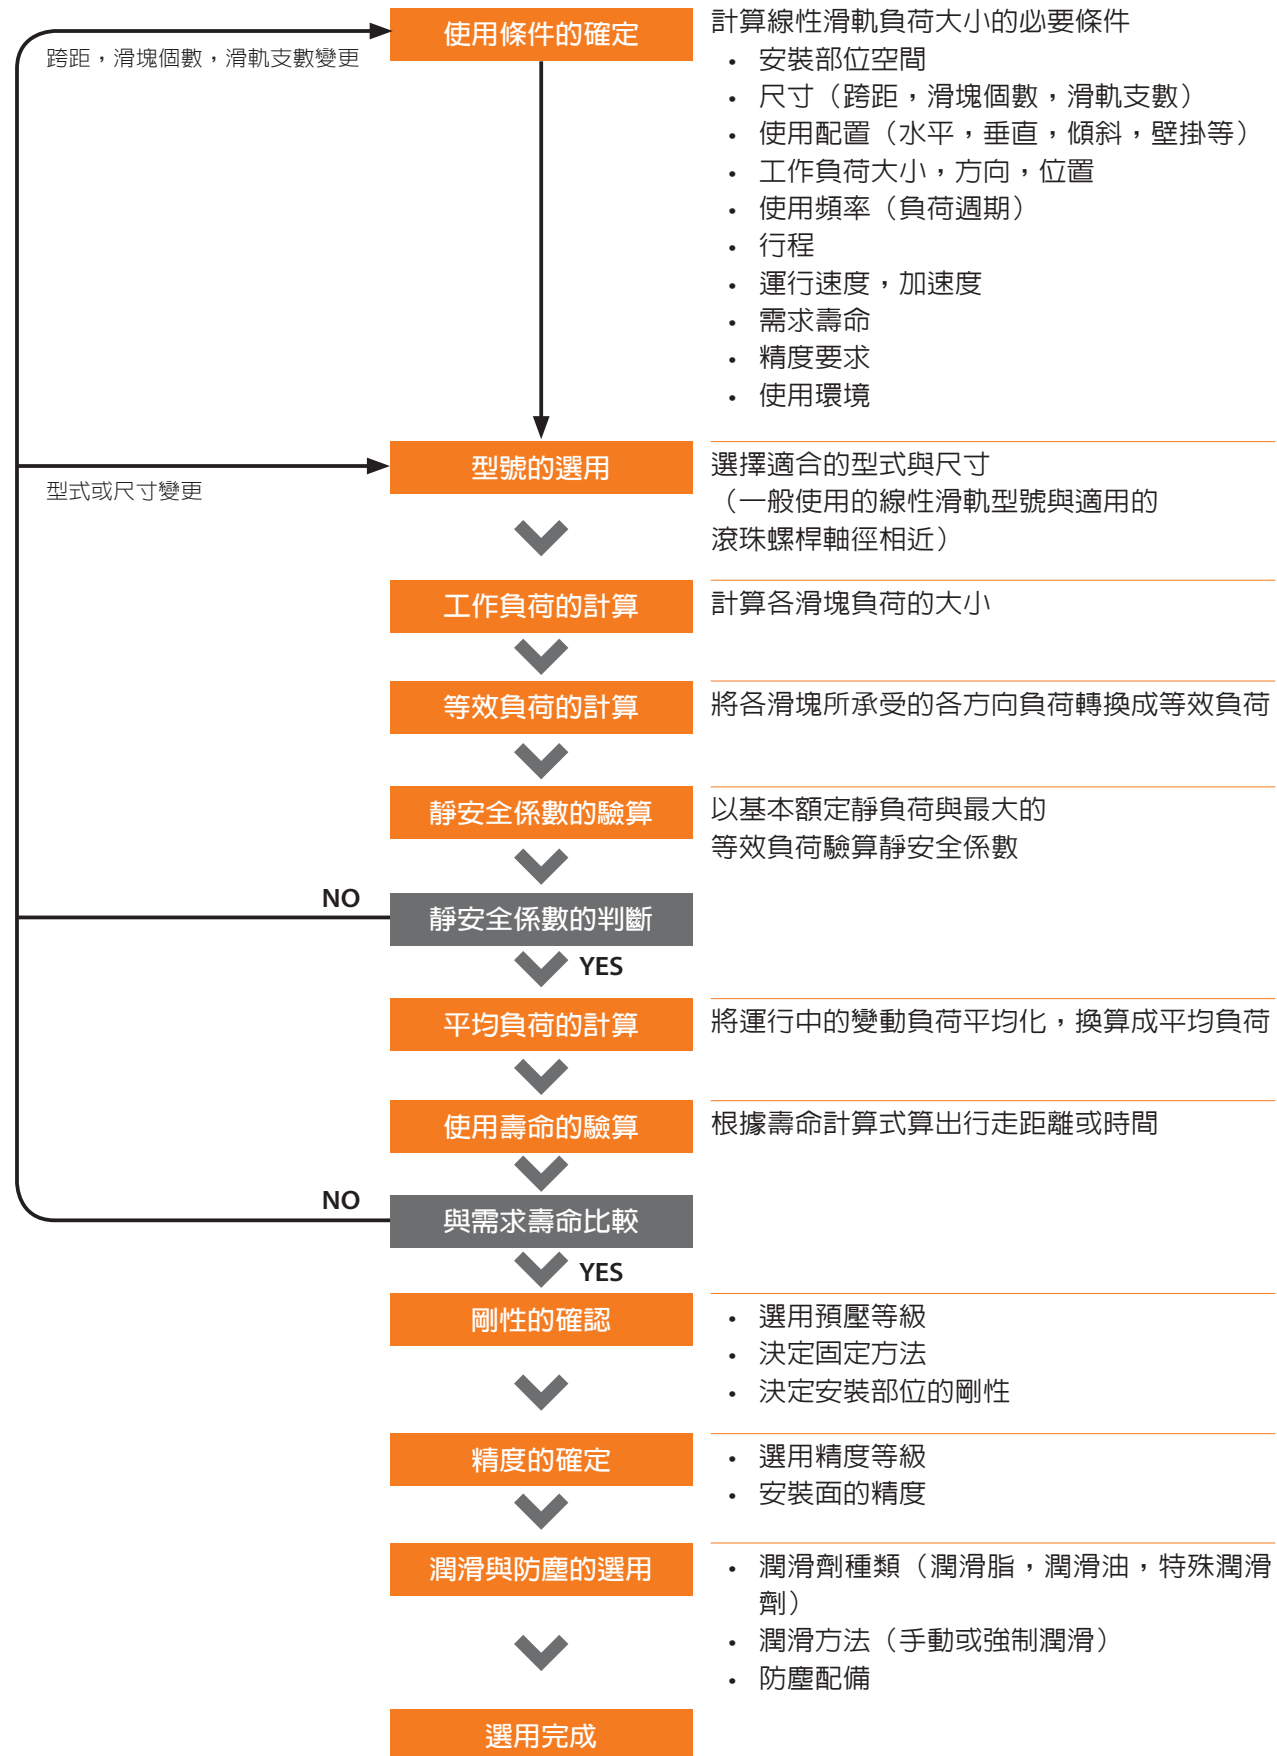 使用條件的確定
跨距，滑塊個數，滑軌支數變更
計算線性滑軌負荷大小的必要條件
• 安裝部位空間
• 尺寸（跨距，滑塊個數，滑軌支數）
• 使用配置（水平，垂直，傾斜，壁掛等）
• 工作負荷大小，方向，位置
• 使用頻率（負荷週期）
• 行程
• 運行速度，加速度
• 需求壽命
• 精度要求
• 使用環境
型號的選用
型式或尺寸變更
選擇適合的型式與尺寸
（一般使用的線性滑軌型號與適用的
滾珠螺桿軸徑相近）
工作負荷的計算
計算各滑塊負荷的大小
等效負荷的計算
將各滑塊所承受的各方向負荷轉換成等效負荷
靜安全係數的驗算
以基本額定靜負荷與最大的
等效負荷驗算靜安全係數
NO
靜安全係數的判斷
YES
平均負荷的計算
將運行中的變動負荷平均化，換算成平均負荷
使用壽命的驗算
根據壽命計算式算出行走距離或時間
NO
與需求壽命比較
YES
剛性的確認
• 選用預壓等級
• 決定固定方法
• 決定安裝部位的剛性
精度的確定
• 選用精度等級
• 安裝面的精度
潤滑與防塵的選用
• 潤滑劑種類（潤滑脂，潤滑油，特殊潤滑
劑）
• 潤滑方法（手動或強制潤滑）
• 防塵配備
選用完成